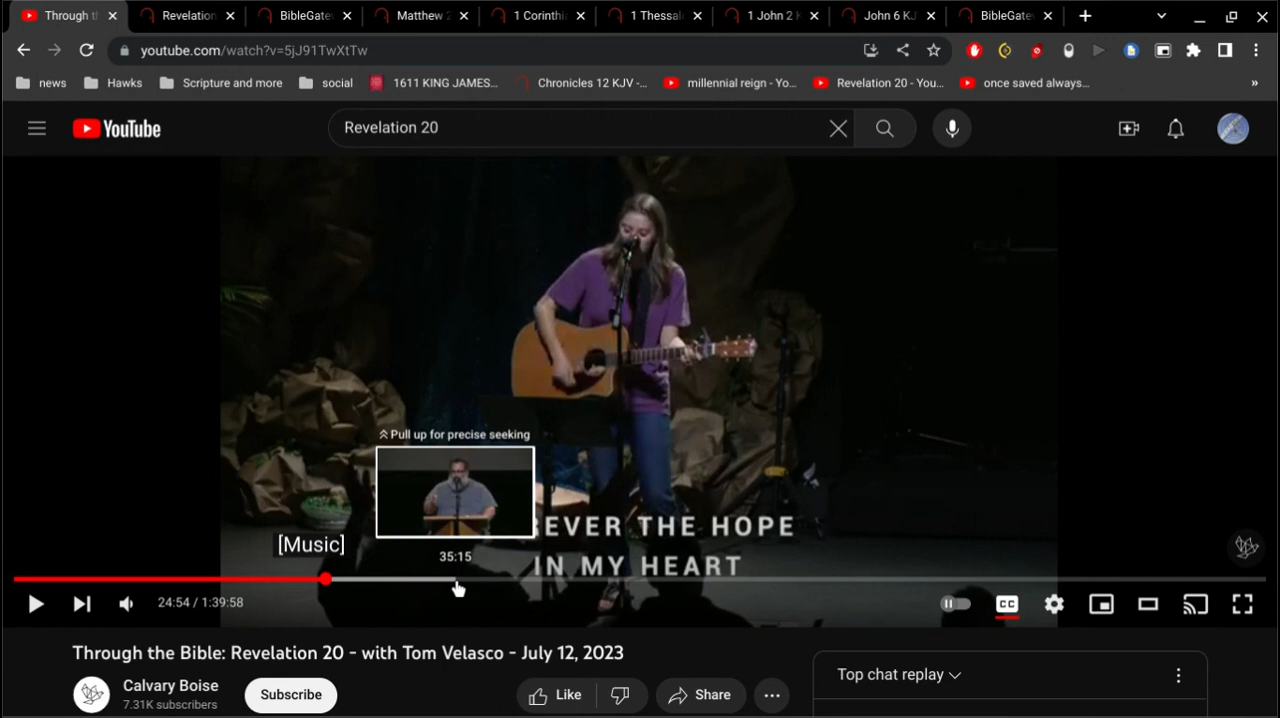 Through t
Revelation
BibleGate
Matthew 2
1 Corinthi
1 Thessal
1 John 2 K
John 6 KJ
BibleGate
youtube.com/watch?v=5jJ91TwXtTw
news
Hawks
Scripture and more
social
1611 KING JAMES...
Chronicles 12 KJV -...
millennial reign - Yo...
Revelation 20 - You...
once saved always...
»
YouTube
Revelation 20
Pull up for precise seeking
EVER THE HOPE
IN MY HEART
[Music]
35:15
24:54 / 1:39:58
CC
Through the Bible: Revelation 20 - with Tom Velasco - July 12, 2023
Calvary Boise
7.31K subscribers
Subscribe
Like
Share
Top chat replay